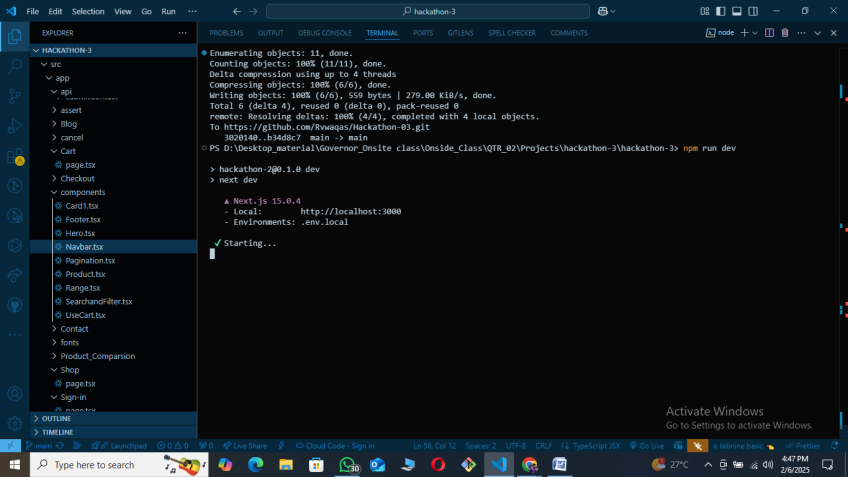 File Edit Selection View Go Run ···
hackathon-3
EXPLORER ···
PROBLEMS OUTPUT DEBUG CONSOLE TERMINAL PORTS GITLENS SPELL CHECKER COMMENTS
node
HACKATHON-3
src
app
api
assert
Blog
cancel
Cart
page.tsx
Checkout
components
Card1.tsx
Footer.tsx
Hero.tsx
Navbar.tsx
Pagination.tsx
Product.tsx
Range.tsx
SearchandFilter.tsx
UseCart.tsx
Contact
fonts
Product_Comparsion
Shop
page.tsx
Sign-in
page.tsx
OUTLINE
TIMELINE
Enumerating objects: 11, done.
Counting objects: 100% (11/11), done.
Delta compression using up to 4 threads
Compressing objects: 100% (6/6), done.
Writing objects: 100% (6/6), 559 bytes | 279.00 KiB/s, done.
Total 6 (delta 4), reused 0 (delta 0), pack-reused 0
remote: Resolving deltas: 100% (4/4), completed with 4 local objects.
To https://github.com/Rvwaqas/Hackathon-03.git
3020140..b34d8c7 main -> main
PS D:\Desktop_material\Governor_Onsite class\Onside_Class\QTR_02\Projects\hackathon-3\hackathon-3> npm run dev
> hackathon-2@0.1.0 dev
> next dev
▲ Next.js 15.0.4
- Local: http://localhost:3000
- Environments: .env.local
✓ Starting...
Activate Windows
Go to Settings to activate Windows.
main Launchpad 0 0 0 Live Share Cloud Code - Sign in Ln 56, Col 12 Spaces: 2 UTF-8 CRLF TypeScript JSX Go Live tabnine basic Prettier
Type here to search
30
27°C
4:47 PM
2/6/2025